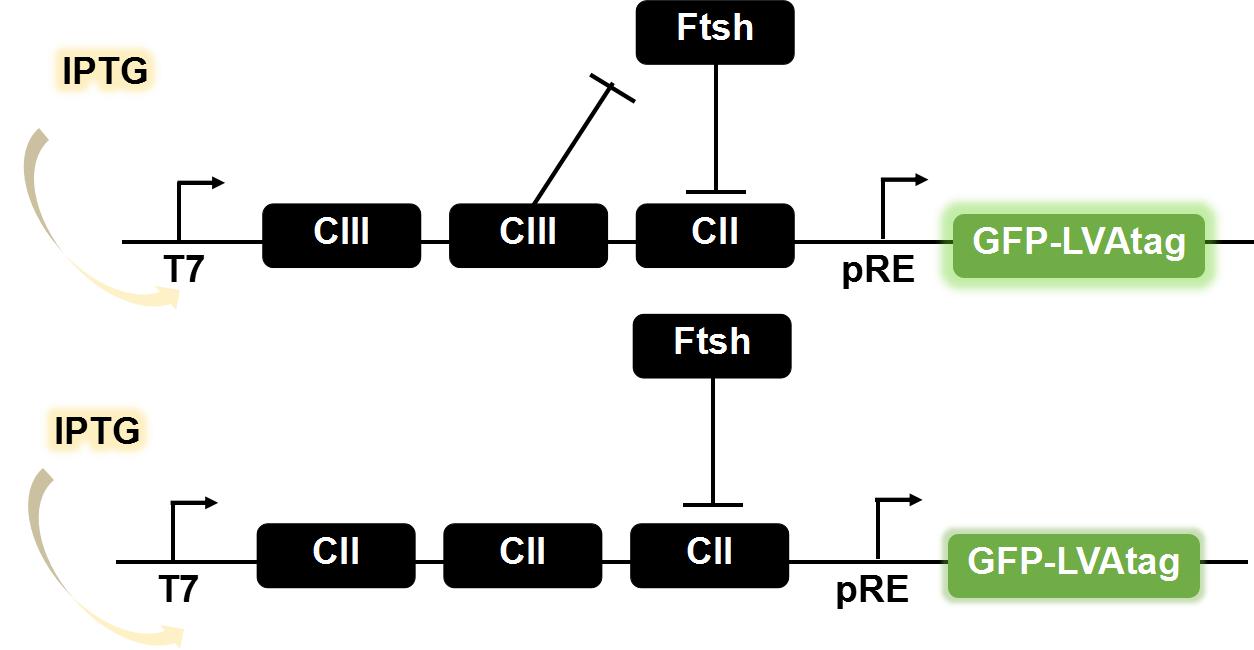 Ftsh
IPTG
CIII
CIII
CII
GFP-LVAtag
T7
pRE
Ftsh
IPTG
CII
CII
CII
GFP-LVAtag
T7
pRE